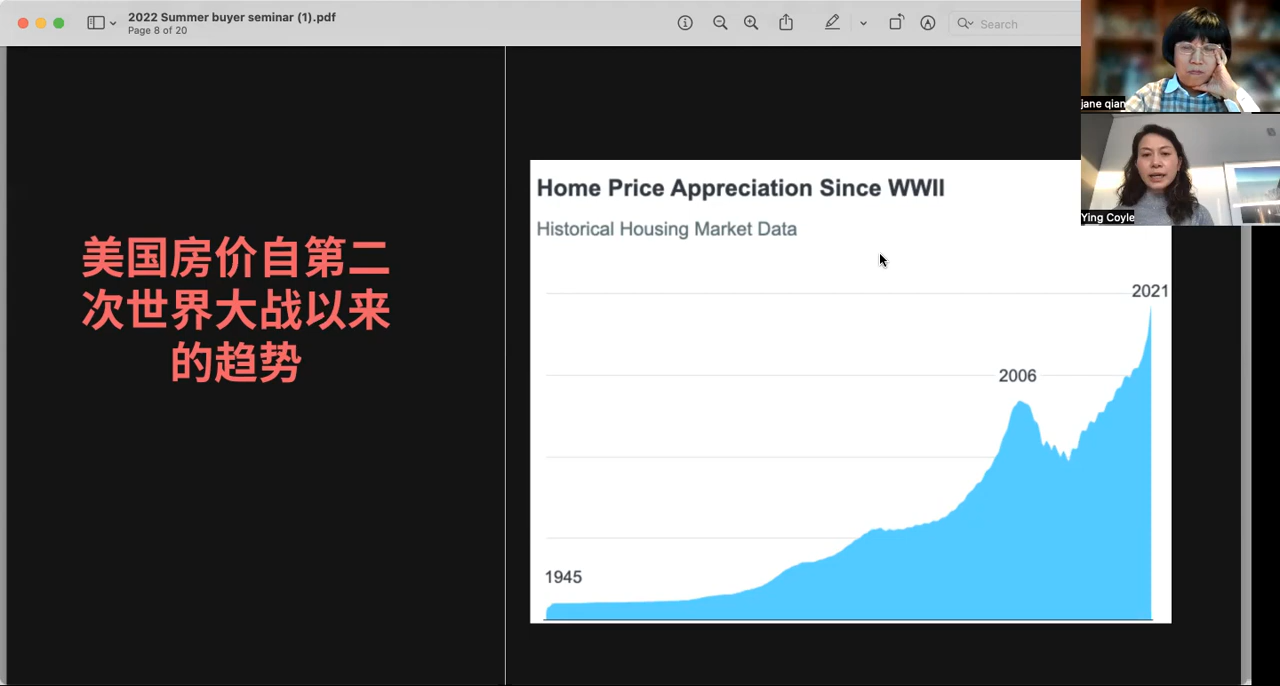 2022 Summer buyer seminar (1).pdf
Page 8 of 20
Search
jane qian
Ying Coyle
美国房价自第二
次世界大战以来
的趋势
Home Price Appreciation Since WWII
Historical Housing Market Data
2021
2006
1945